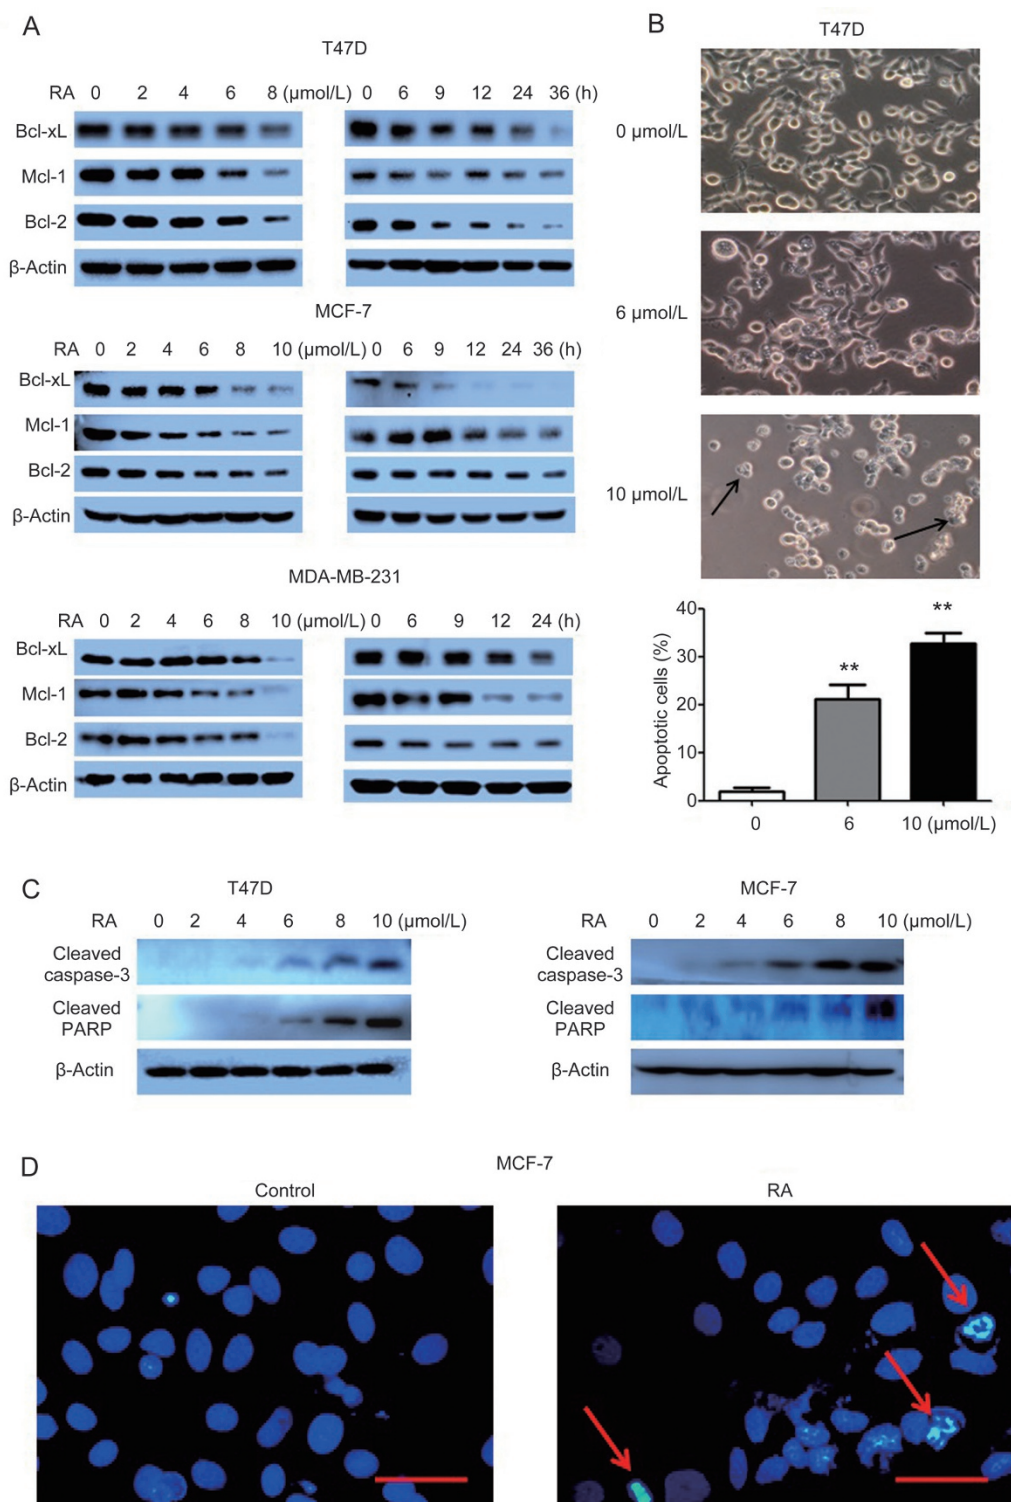 A
T47D
RA 0 2 4 6 8 (μmol/L) 0 6 9 12 24 36 (h)
Bcl-xL
Mcl-1
Bcl-2
β-Actin
MCF-7
RA 0 2 4 6 8 10 (μmol/L) 0 6 9 12 24 36 (h)
Bcl-xL
Mcl-1
Bcl-2
β-Actin
MDA-MB-231
RA 0 2 4 6 8 10 (μmol/L) 0 6 9 12 24 (h)
Bcl-xL
Mcl-1
Bcl-2
β-Actin
B
T47D
0 μmol/L
6 μmol/L
10 μmol/L
40
30
20
10
0
Apoptotic cells (%)
**
**
0 6 10 (μmol/L)
C
T47D
RA 0 2 4 6 8 10 (μmol/L)
Cleaved
caspase-3
Cleaved
PARP
β-Actin
MCF-7
RA 0 2 4 6 8 10 (μmol/L)
Cleaved
caspase-3
Cleaved
PARP
β-Actin
D
MCF-7
Control RA